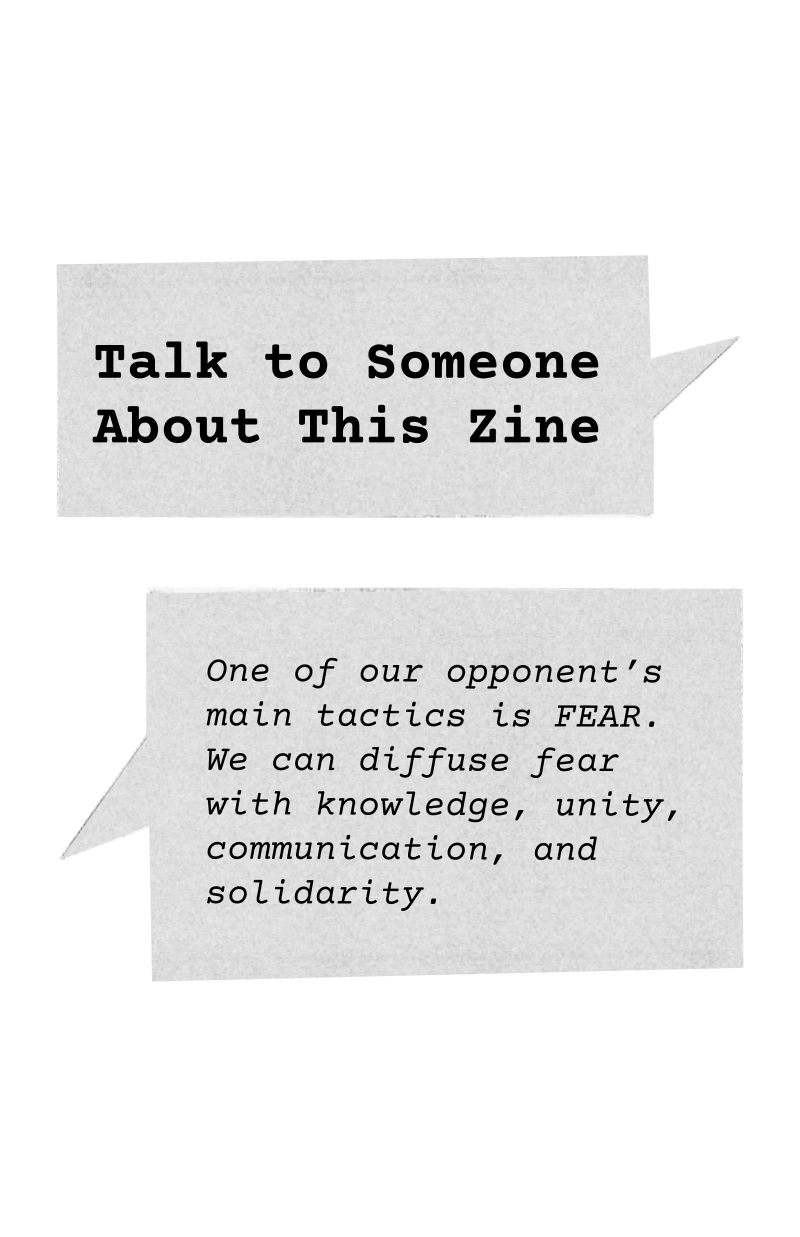 Talk to Someone
About This Zine
One of our opponent’s
main tactics is FEAR.
We can diffuse fear
with knowledge, unity,
communication, and
solidarity.